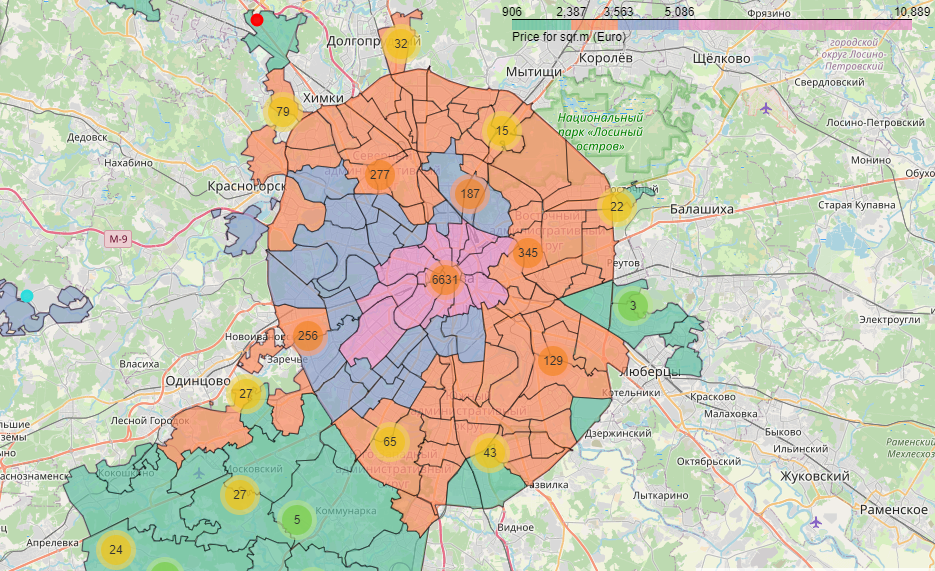 906 2,387 3,563 5,086 10,889
Price for sqr.m (Euro)
Фрязино
городской
округ Лосино-
Петровский
32
Мытищи
Королёв
Щёлково
Свердловский
79
Химки
15
Национальный
парк «Лосиный
остров»
Лосино-Петровский
Дедовск
Нахабино
Монино
277
187
Красногорск
22
Балашиха
Старая Купавна
М-9
345
Реутов
6631
3
Электроугли
256
Заречье
129
Власиха
Люберцы
Одинцово
27
Котельники
Красково
Малаховка
Лесной Городок
Быково
65
43
Дзержинский
Ильинский
Октябрьский
Кокошкино
Московский
Жуковский
27
5
Коммунарка
Лыткарино
Раменское
Видное
Апрелевка
24